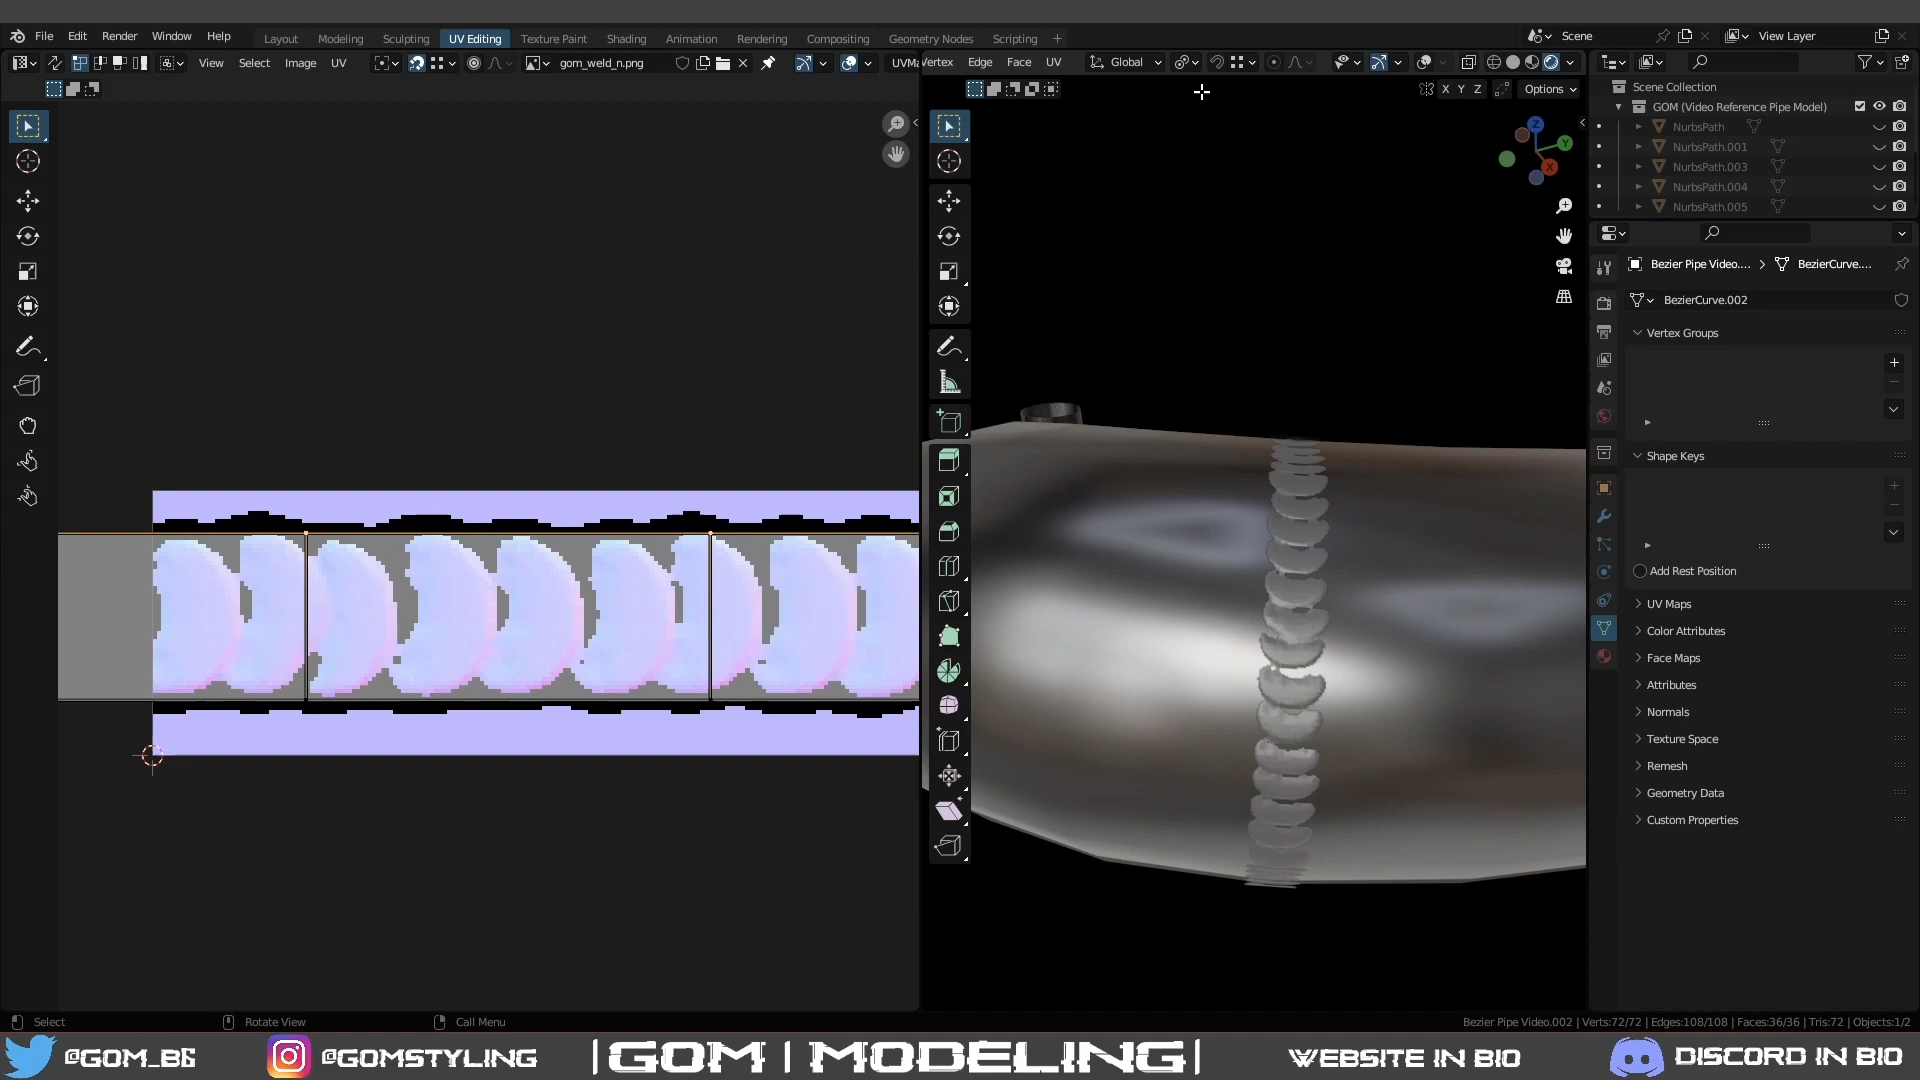 File Edit Render Window Help
Layout Modeling Sculpting UV Editing Texture Paint Shading Animation Rendering Compositing Geometry Nodes Scripting +
Scene
View Layer
View Select Image UV
gom_weld_n.png
UVMa
Vertex Edge Face UV
Global
X Y Z
Options
Z
Y
X
Scene Collection
GOM (Video Reference Pipe Model)
NurbsPath
NurbsPath.001
NurbsPath.003
NurbsPath.004
NurbsPath.005
Bezier Pipe Video.... > BezierCurve....
BezierCurve.002
Vertex Groups
Shape Keys
Add Rest Position
UV Maps
Color Attributes
Face Maps
Attributes
Normals
Texture Space
Remesh
Geometry Data
Custom Properties
Select
Rotate View
Call Menu
Bezier Pipe Video.002 | Verts:72/72 | Edges:108/108 | Faces:36/36 | Tris:72 | Objects:1/2
@GOM_B6
@GOMSTYLING
| GOM | MODELING |
WEBSITE IN BIO
DISCORD IN BIO